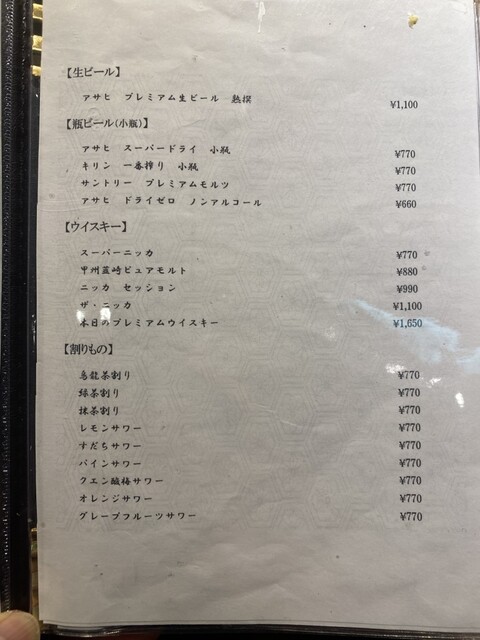 【生ビール】
アサヒ プレミアム生ビール 熟撰 ¥1,100
【瓶ビール(小瓶)】
アサヒ スーパードライ 小瓶 ¥770
キリン 一番搾り 小瓶 ¥770
サントリー プレミアムモルツ ¥770
アサヒ ドライゼロ ノンアルコール ¥660
【ウイスキー】
スーパーニッカ ¥770
甲州韮崎ピュアモルト ¥880
ニッカ セッション ¥990
ザ・ニッカ ¥1,100
本日のプレミアムウイスキー ¥1,650
【割りもの】
烏龍茶割り ¥770
緑茶割り ¥770
抹茶割り ¥770
レモンサワー ¥770
すだちサワー ¥770
パインサワー ¥770
クエン酸梅サワー ¥770
オレンジサワー ¥770
グレープフルーツサワー ¥770